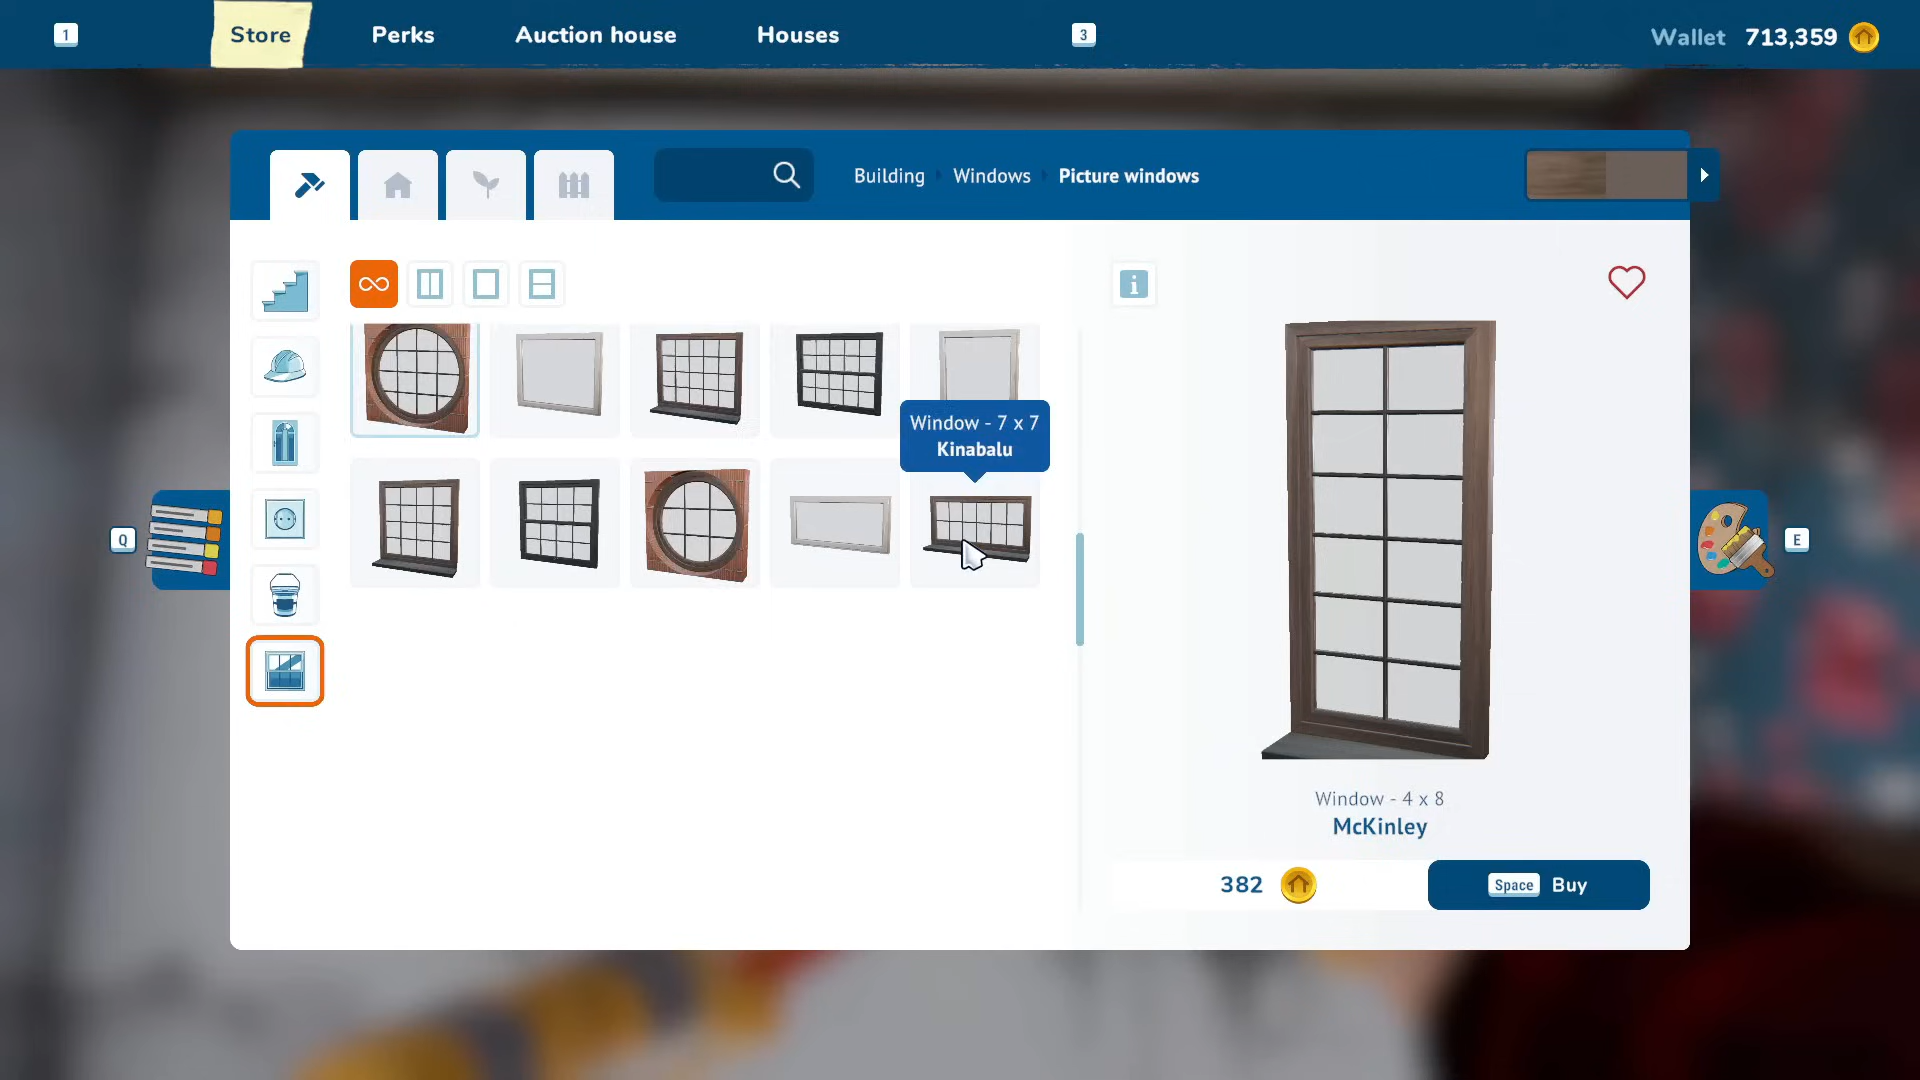 1
Store
Perks
Auction house
Houses
3
Wallet 713,359
Building
Windows
Picture windows
i
Window - 7 x 7
Kinabalu
Q
E
Window - 4 x 8
McKinley
382
Space Buy